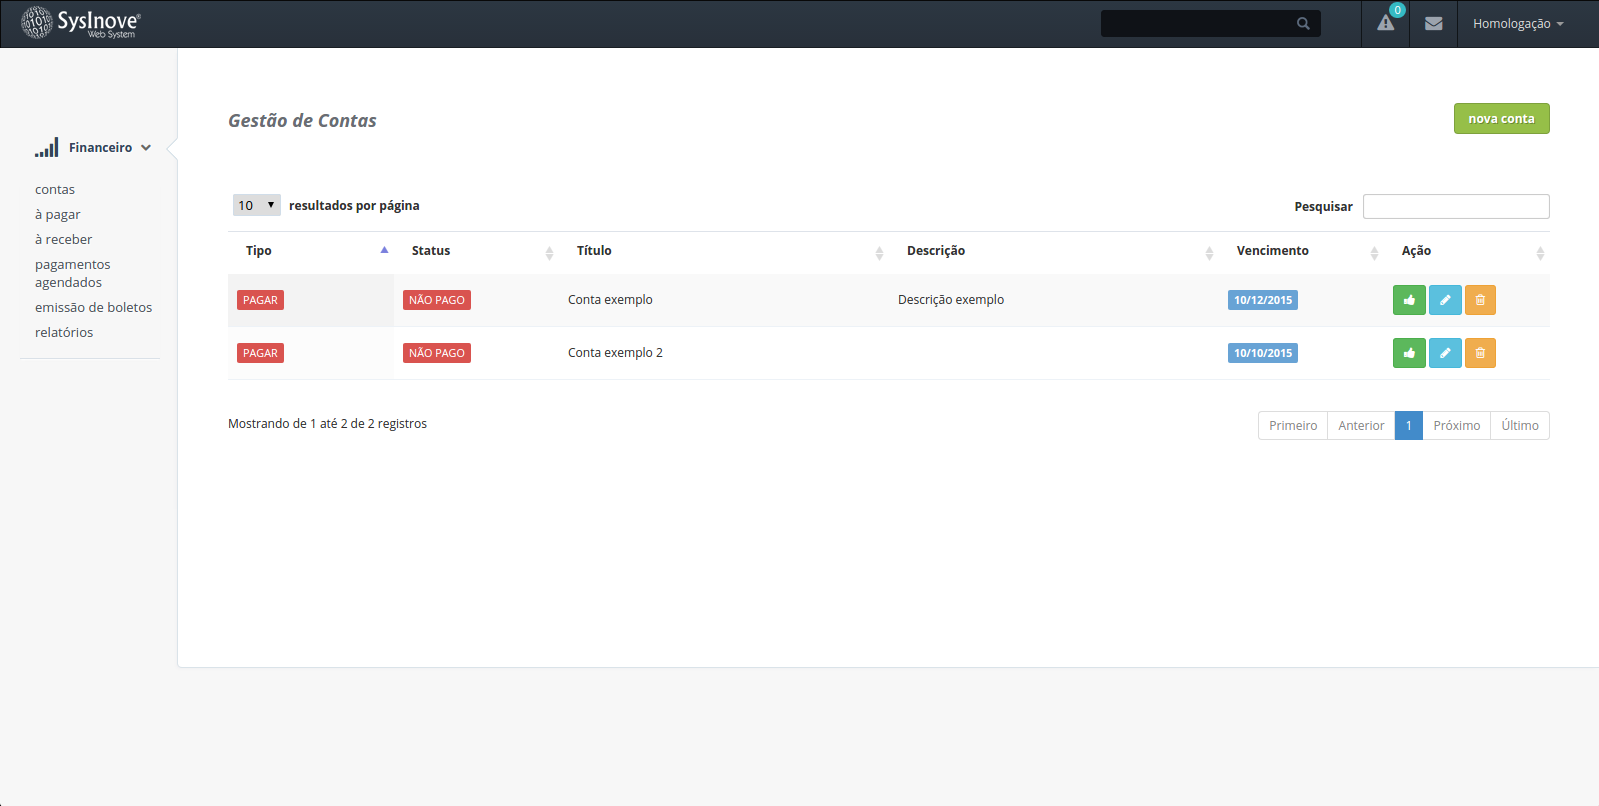 SysInove®
Web System
0
Homologação
Financeiro
contas
à pagar
à receber
pagamentos
agendados
emissão de boletos
relatórios
Gestão de Contas
nova conta
10 resultados por página
Pesquisar
Tipo Status Título Descrição Vencimento Ação
PAGAR NÃO PAGO Conta exemplo Descrição exemplo 10/12/2015
PAGAR NÃO PAGO Conta exemplo 2 10/10/2015
Mostrando de 1 até 2 de 2 registros
Primeiro Anterior 1 Próximo Último